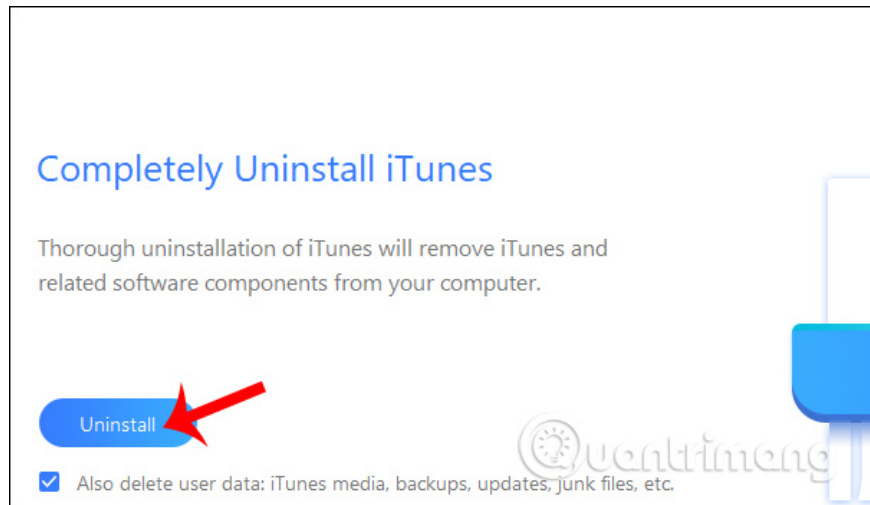 Completely Uninstall iTunes
Thorough uninstallation of iTunes will remove iTunes and
related software components from your computer.
Uninstall
Quantrimang
Also delete user data: iTunes media, backups, updates, junk files, etc.